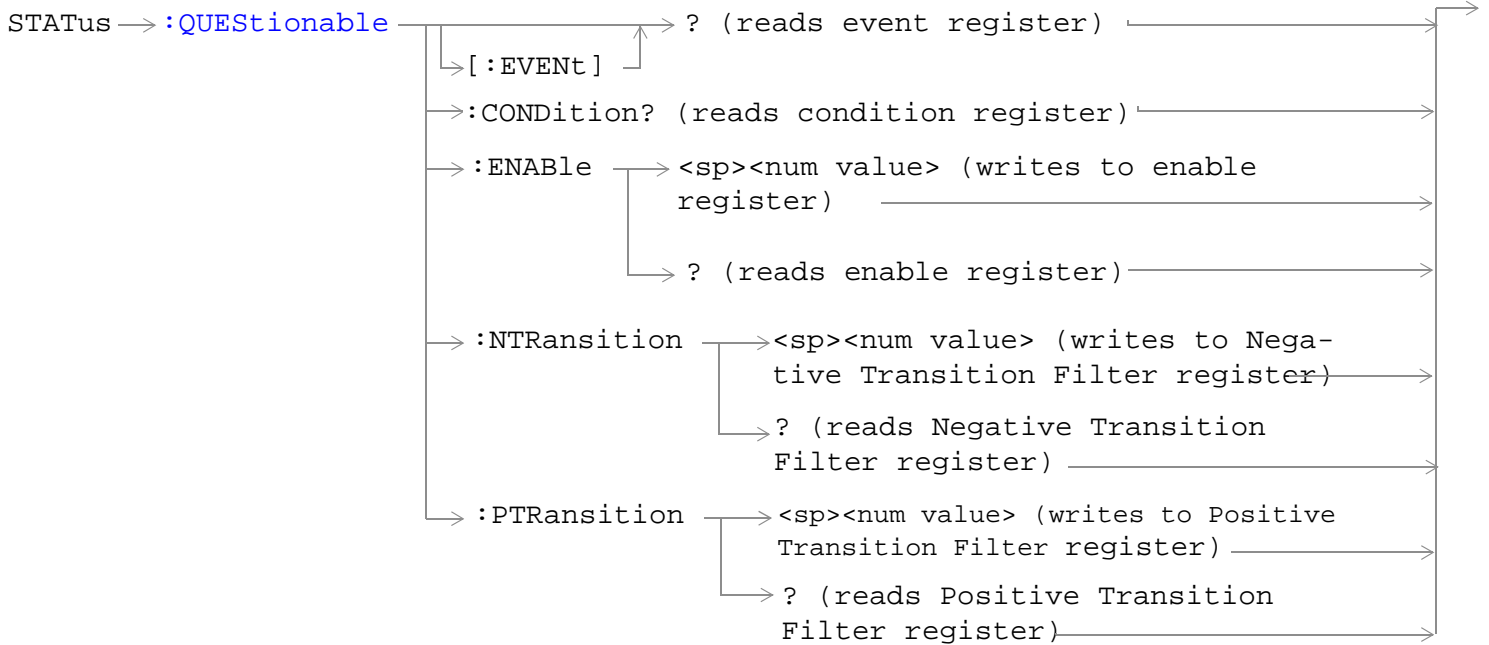 STATus :QUEStionable ? (reads event register)
[:EVENt]
:CONDition? (reads condition register)
:ENABle <sp><num value> (writes to enable
register)
? (reads enable register)
:NTRansition <sp><num value> (writes to Nega-
tive Transition Filter register)
? (reads Negative Transition
Filter register)
:PTRansition <sp><num value> (writes to Positive
Transition Filter register)
? (reads Positive Transition
Filter register)